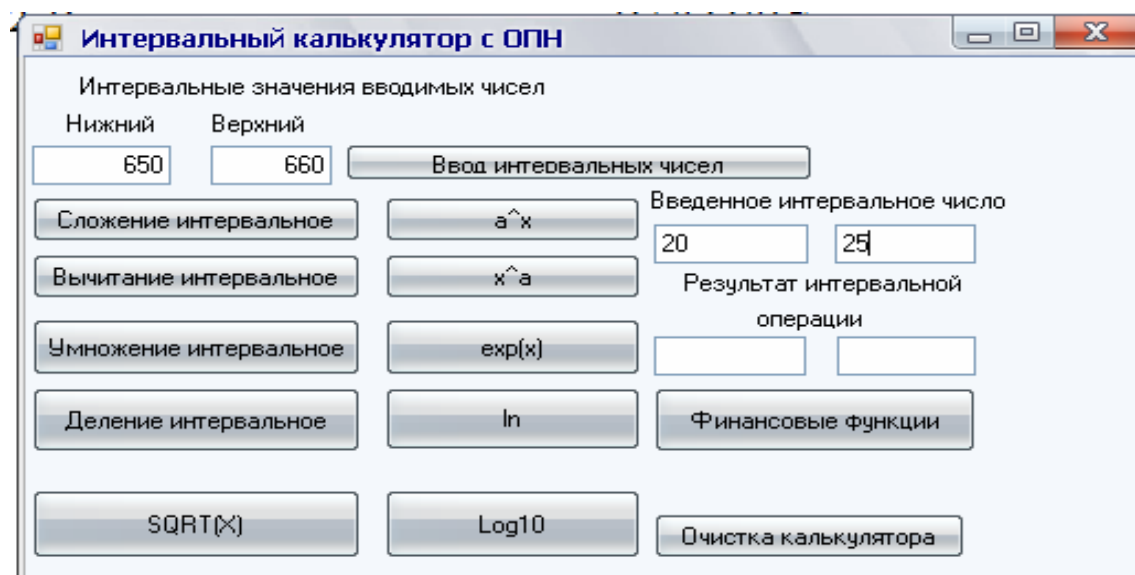 Интервальный калькулятор с ОПН
Интервальные значения вводимых чисел
Нижний Верхний
650 660 Ввод интервальных чисел
Введенное интервальное число
Сложение интервальное a^x
20 25
Вычитание интервальное x^a
Результат интервальной
операции
Умножение интервальное exp(x)
Деление интервальное ln Финансовые функции
SQRT(X) Log10
Очистка калькулятора